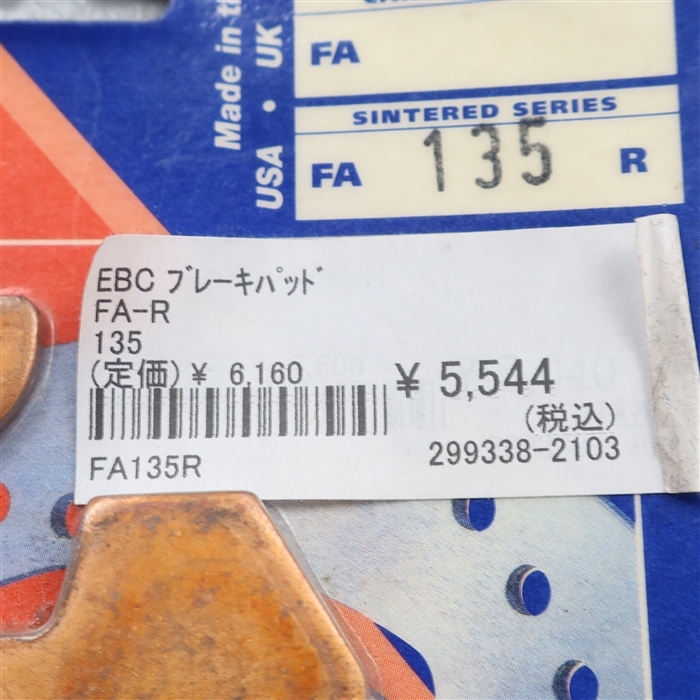 Made in the
USA • UK
FA
SINTERED SERIES
FA 135 R
EBC ブレーキパッド
FA-R
135
(定価)¥ 6,160
¥ 5,544
(税込)
FA135R
299338-2103